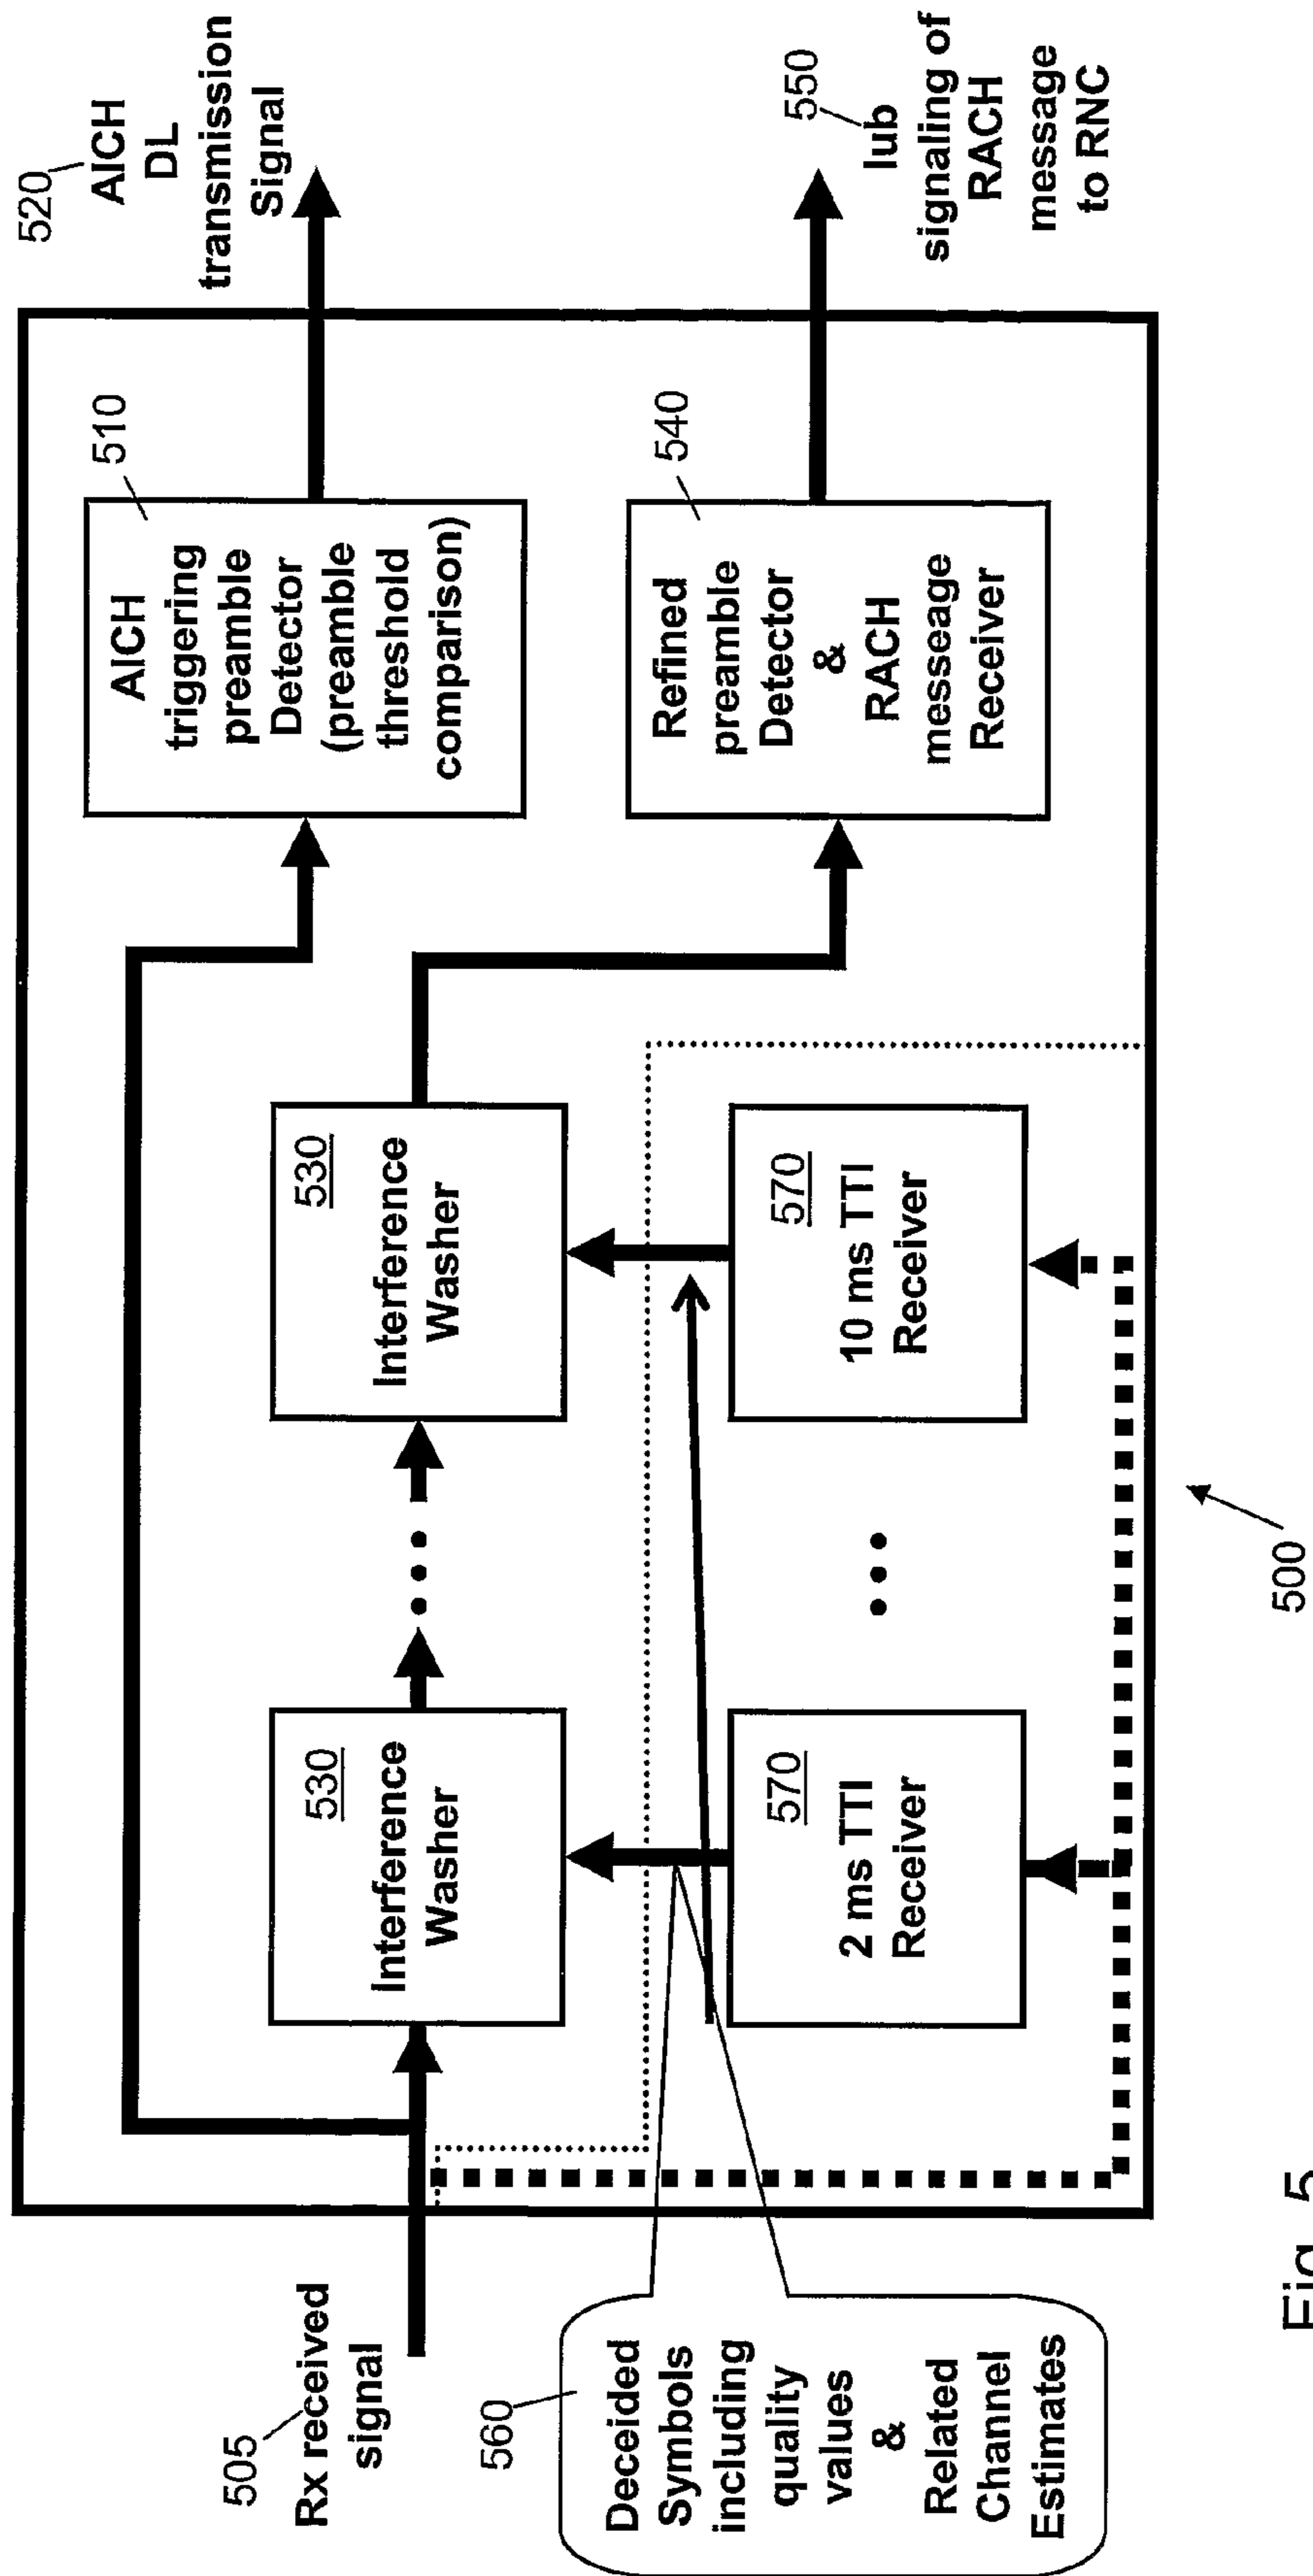 505
Rx received
signal
560
Deceided
Symbols
including
quality
values
&
Related
Channel
Estimates
530
Interference
Washer
530
Interference
Washer
570
2 ms TTI
Receiver
570
10 ms TTI
Receiver
510
AICH
triggering
preamble
Detector
(preamble
threshold
comparison)
540
Refined
preamble
Detector
&
RACH
messeage
Receiver
520
AICH
DL
transmission
Signal
550
Iub
signaling of
RACH
message
to RNC
500
Fig. 5